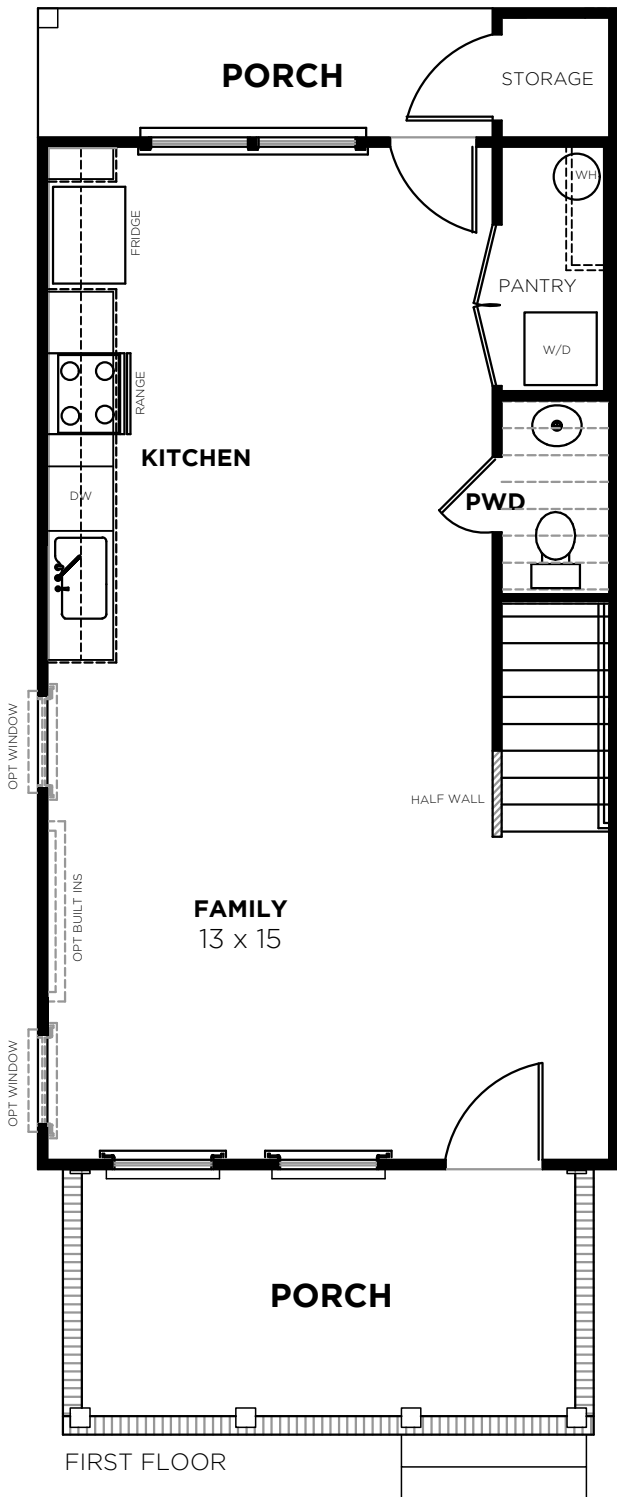 PORCH
STORAGE
WH
FRIDGE
PANTRY
W/D
RANGE
KITCHEN
DW
PWD
OPT WINDOW
HALF WALL
OPT BUILT INS
FAMILY
13 x 15
OPT WINDOW
PORCH
FIRST FLOOR